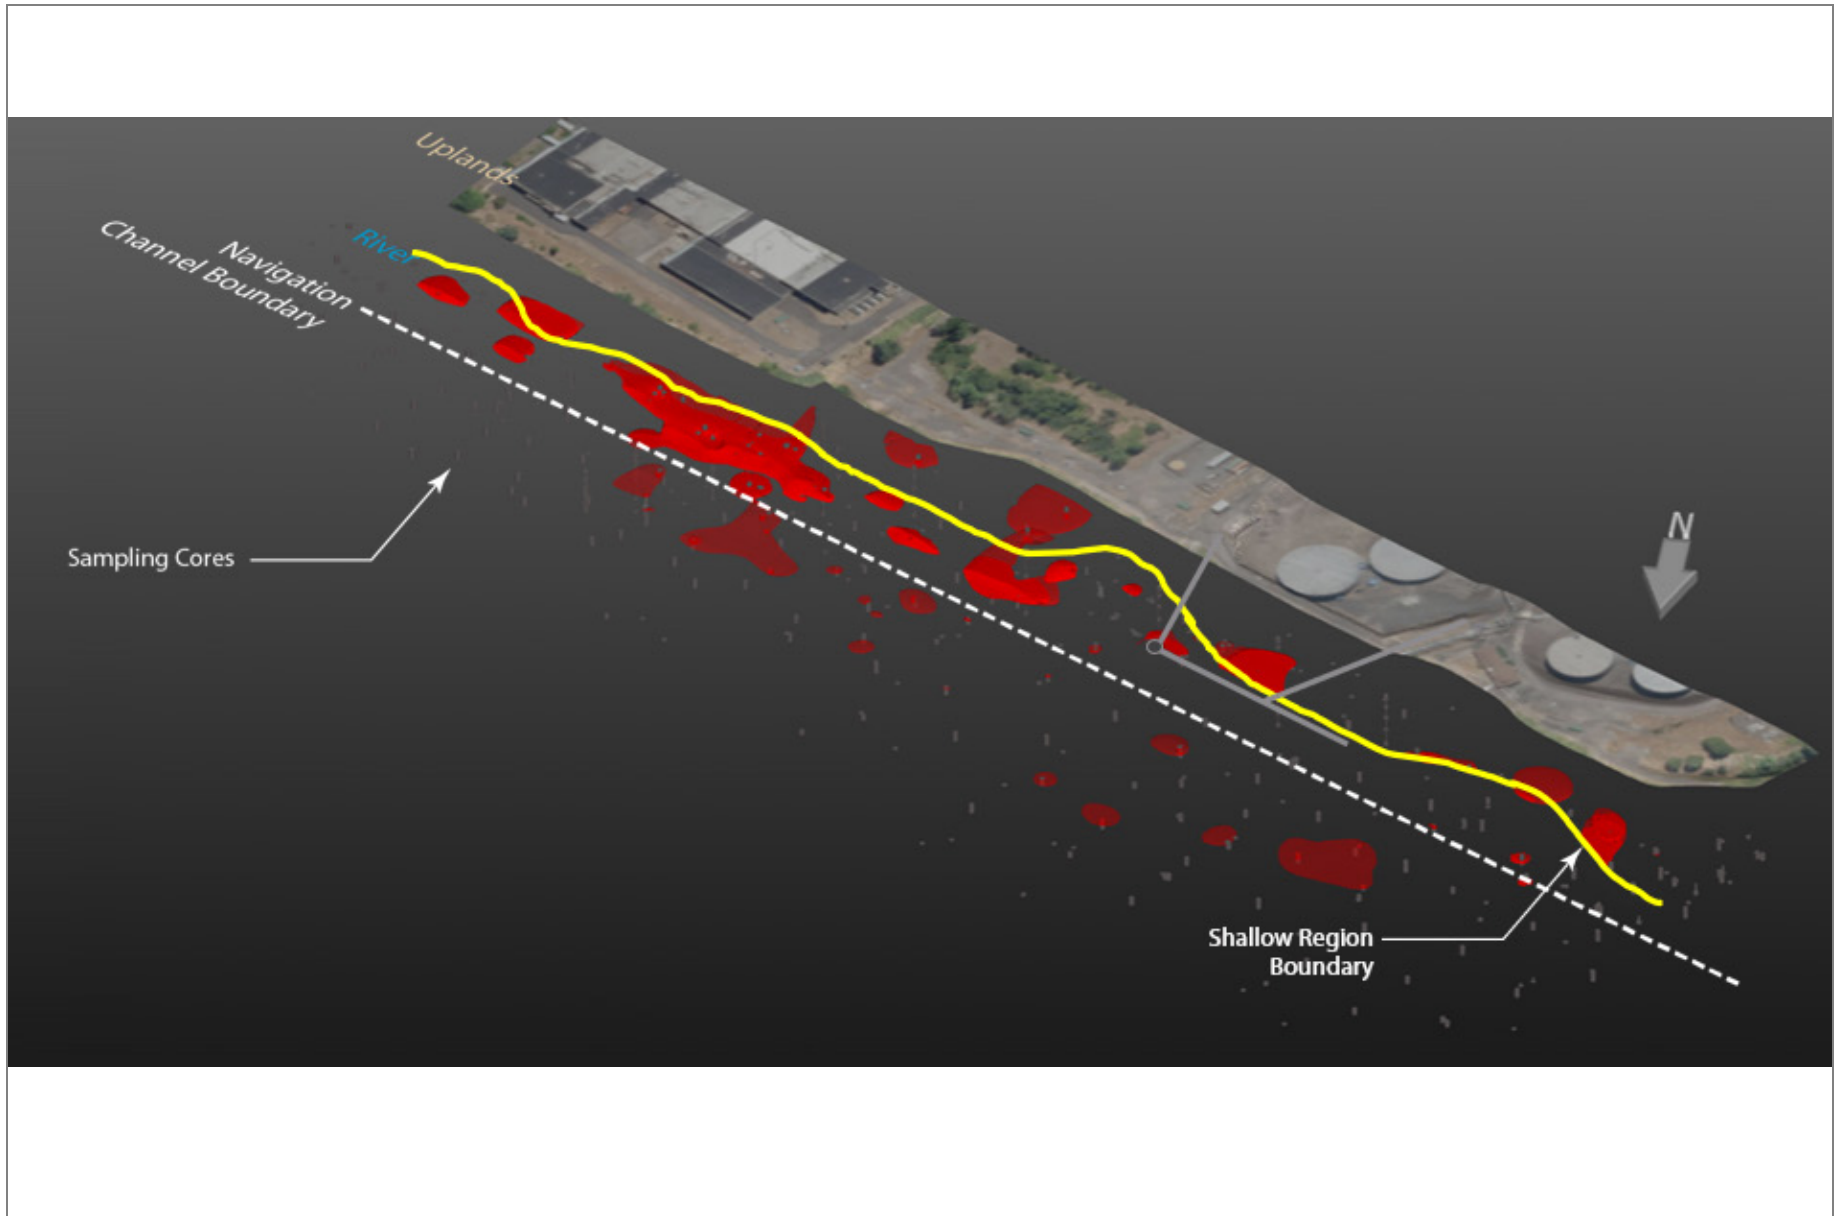 Uplands
River
Navigation
Channel Boundary
Sampling Cores
N
Shallow Region
Boundary